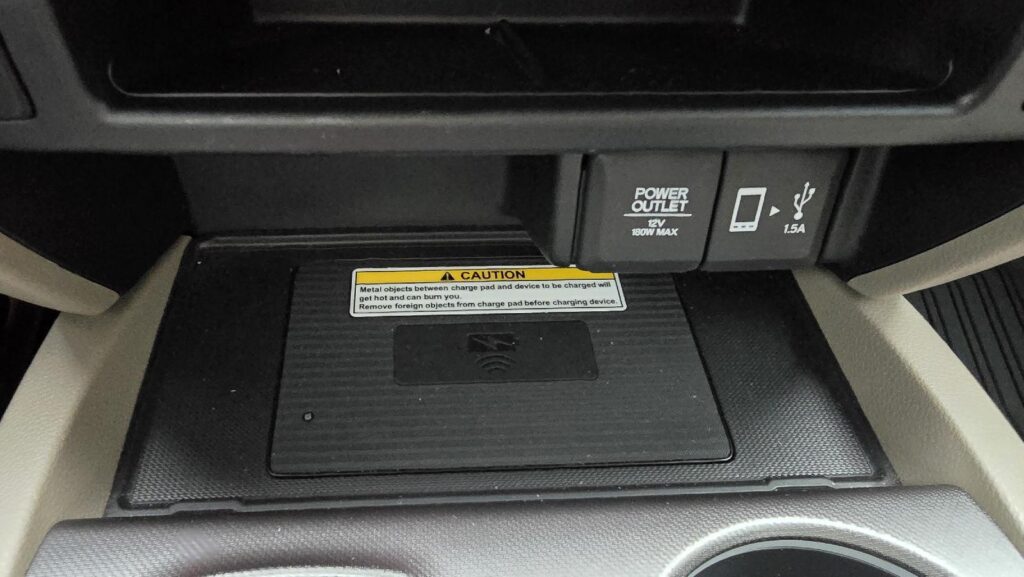 POWER
OUTLET
12V
180W MAX
1.5A
CAUTION
Metal objects between charge pad and device to be charged will
get hot and can burn you.
Remove foreign objects from charge pad before charging device.